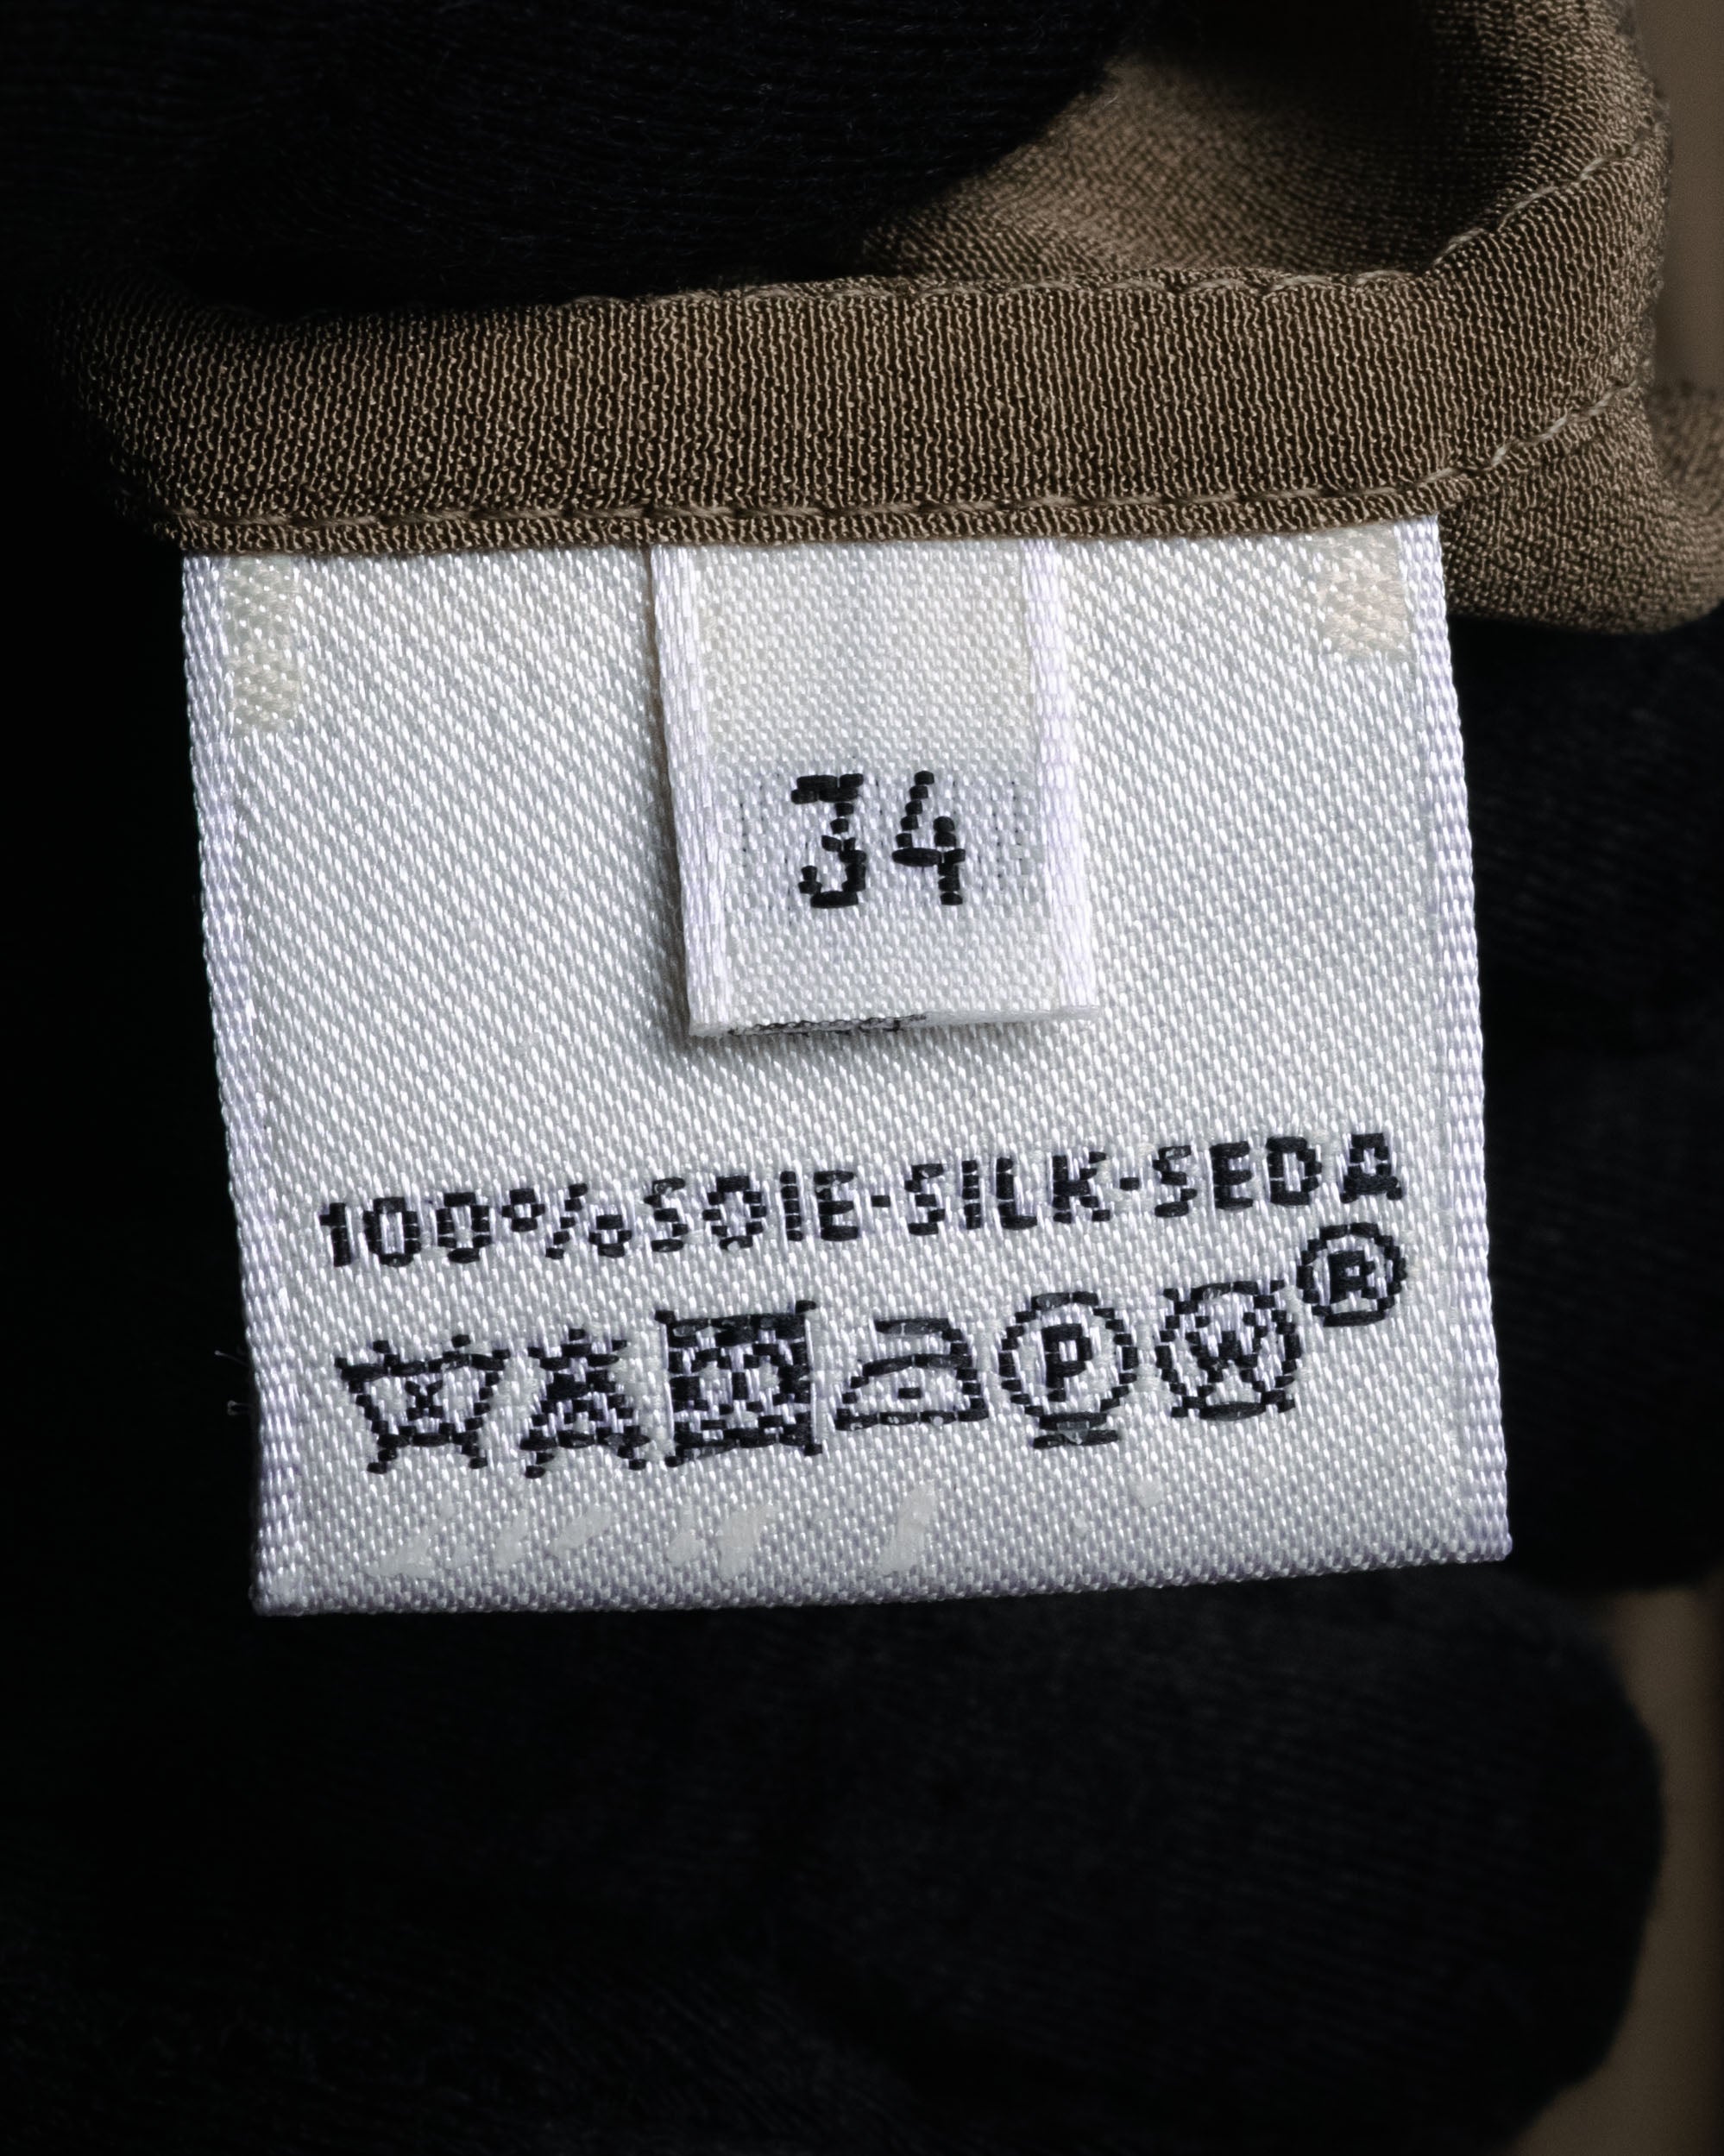 34
100% SOIE·SILK·SEDA
®
P W